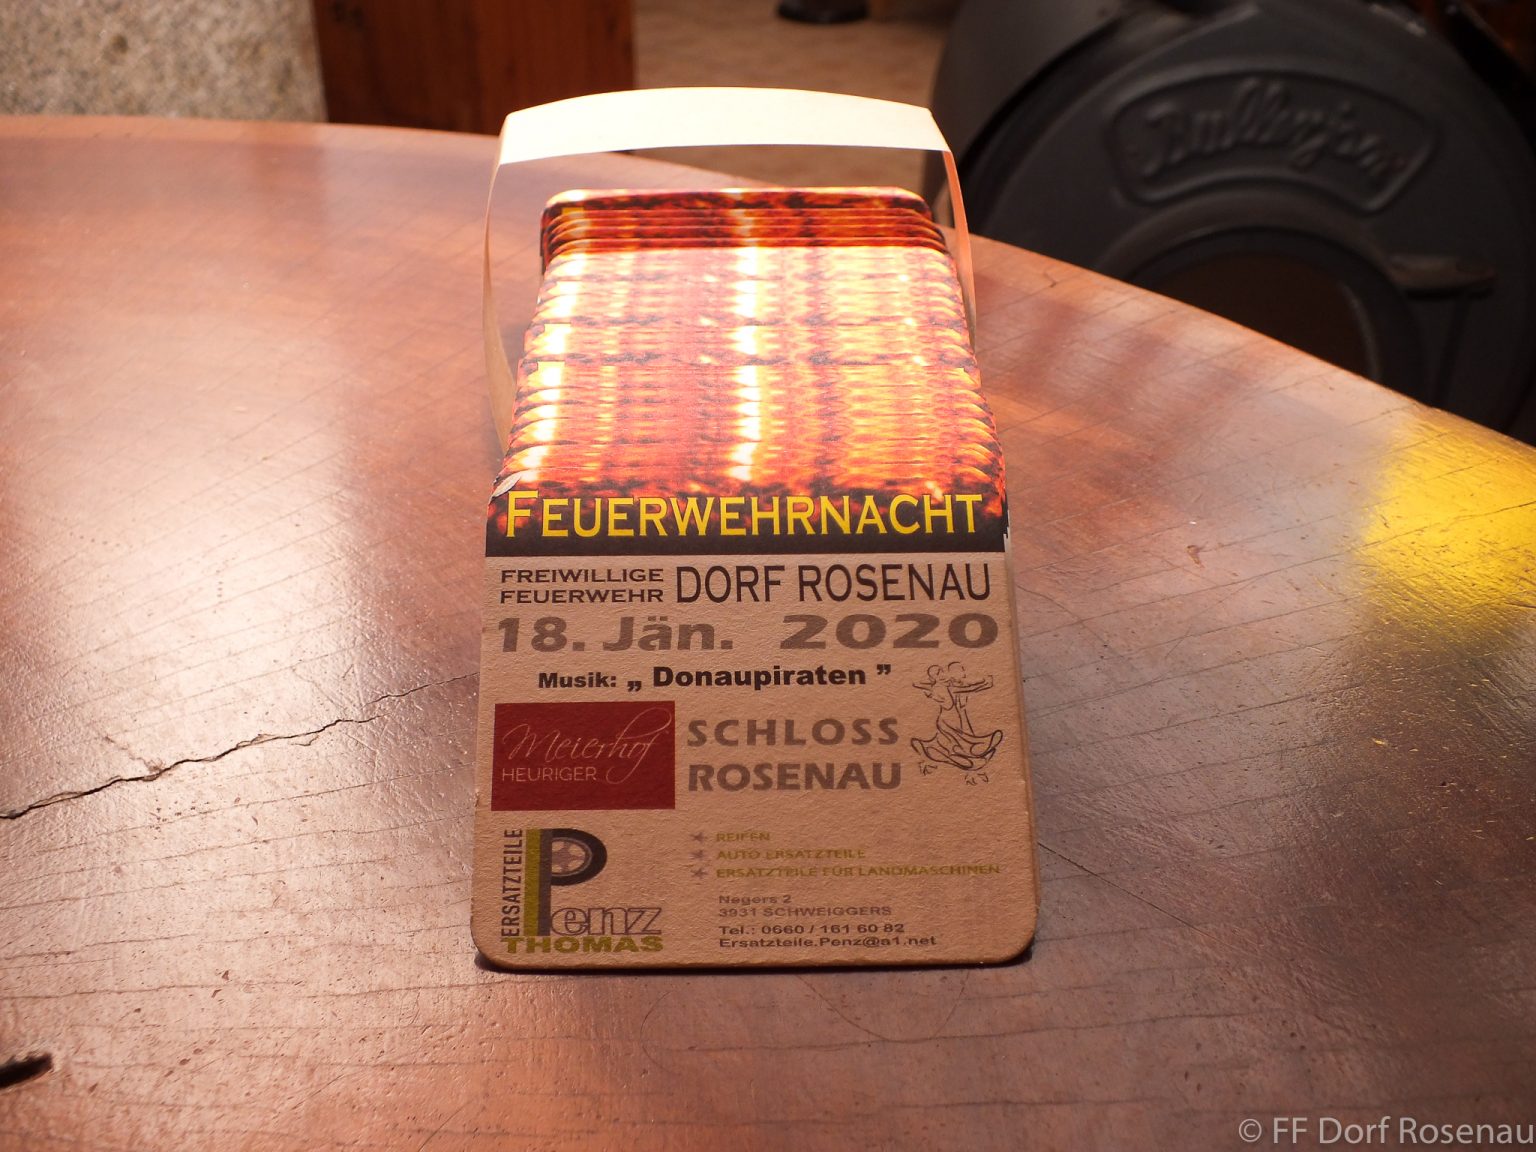 Bullerjan
FEUERWEHRNACHT
FREIWILLIGE FEUERWEHR DORF ROSENAU
18. Jän. 2020
Musik: „ Donaupiraten ”
Meierhof
HEURIGER
SCHLOSS
ROSENAU
ERSATZTEILE
Penz
THOMAS
REIFEN
AUTO ERSATZTEILE
ERSATZTEILE FÜR LANDMASCHINEN
Negers 2
3931 SCHWEIGGERS
Tel.: 0660 / 161 60 82
Ersatzteile.Penz@a1.net
© FF Dorf Rosenau